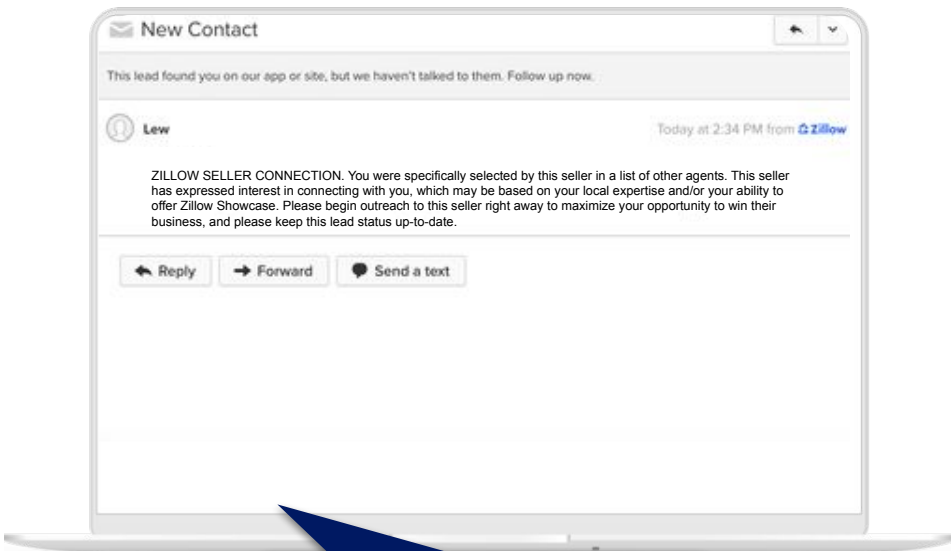 New Contact
This lead found you on our app or site, but we haven't talked to them. Follow up now.
Lew
Today at 2:34 PM from Zillow
ZILLOW SELLER CONNECTION. You were specifically selected by this seller in a list of other agents. This seller
has expressed interest in connecting with you, which may be based on your local expertise and/or your ability to
offer Zillow Showcase. Please begin outreach to this seller right away to maximize your opportunity to win their
business, and please keep this lead status up-to-date.
Reply
Forward
Send a text